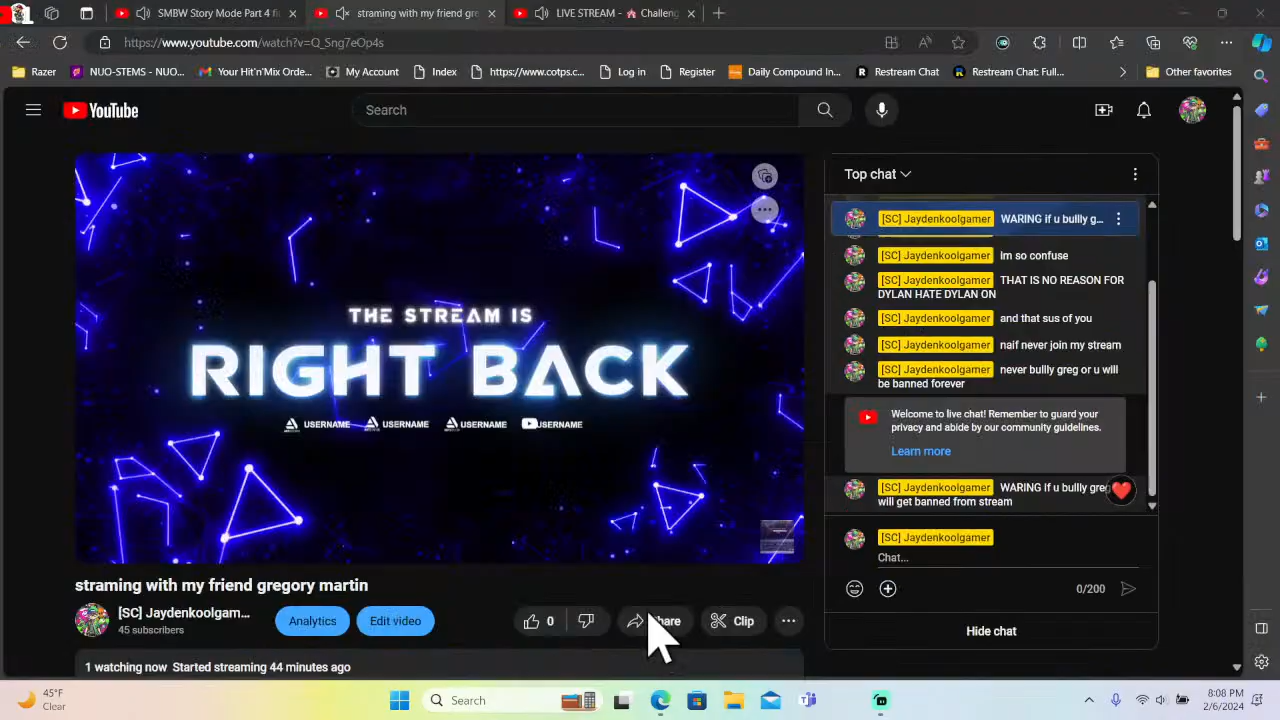 SMBW Story Mode Part 4 fi
straming with my friend gre
LIVE STREAM - 🏠 Challeng
https://www.youtube.com/watch?v=Q_Sng7eOp4s
Razer
NUO-STEMS - NUO...
Your Hit'n'Mix Orde...
My Account
Index
https://www.cotps.c...
Log in
Register
Daily Compound In...
Restream Chat
Restream Chat: Full...
Other favorites
YouTube
Search
THE STREAM IS
RIGHT BACK
USERNAME USERNAME USERNAME USERNAME
Top chat
[SC] Jaydenkoolgamer WARING if u bullly g...
[SC] Jaydenkoolgamer Im so confuse
[SC] Jaydenkoolgamer THAT IS NO REASON FOR
DYLAN HATE DYLAN ON
[SC] Jaydenkoolgamer and that sus of you
[SC] Jaydenkoolgamer naif never join my stream
[SC] Jaydenkoolgamer never bullly greg or u will
be banned forever
Welcome to live chat! Remember to guard your
privacy and abide by our community guidelines.
Learn more
[SC] Jaydenkoolgamer WARING if u bullly greg
will get banned from stream
[SC] Jaydenkoolgamer
Chat...
0/200
Hide chat
straming with my friend gregory martin
[SC] Jaydenkoolgam...
45 subscribers
Analytics
Edit video
0
Share
Clip
1 watching now Started streaming 44 minutes ago
45°F
Clear
Search
8:08 PM
2/6/2024